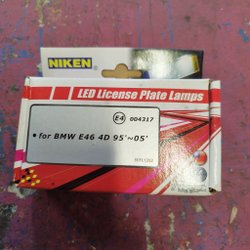 NIKEN
LED License Plate Lamps
E4 004317
• for BMW E46 4D 95'~05'